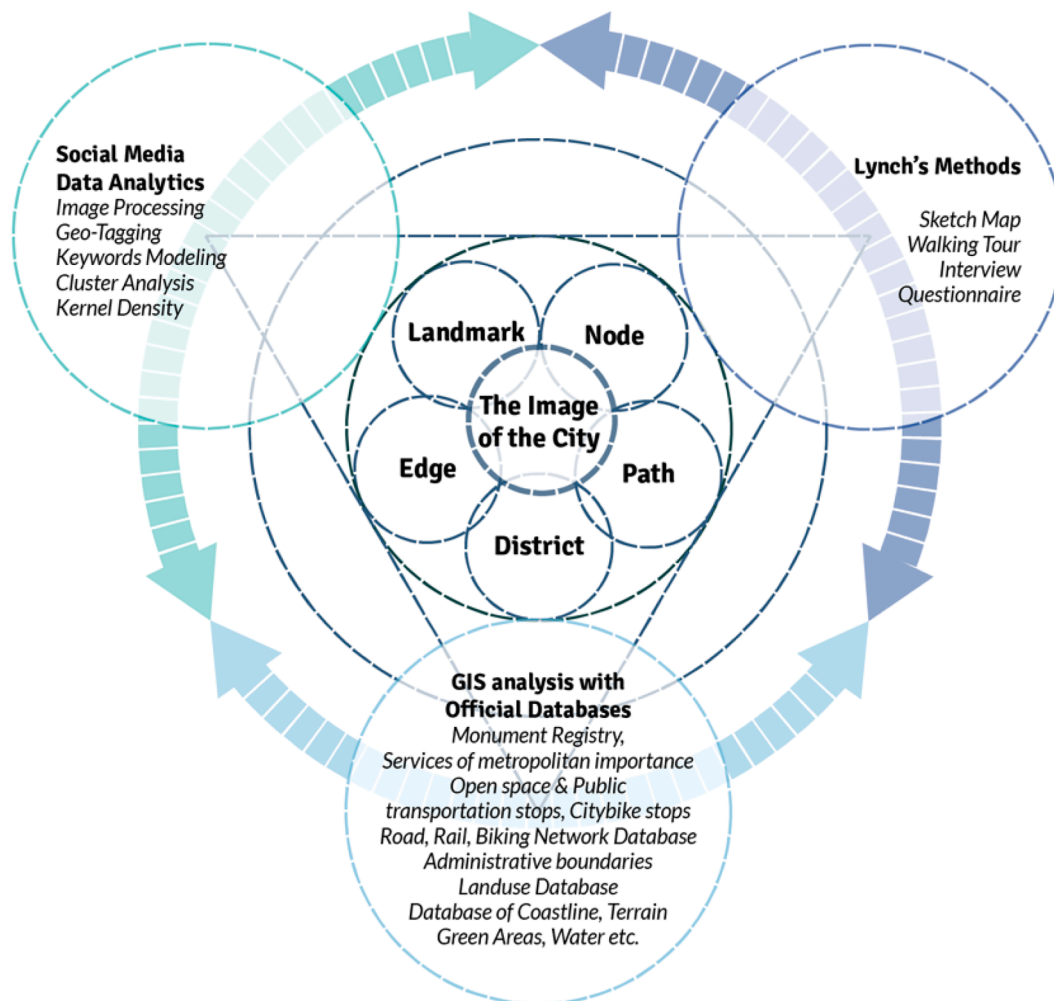 Social Media
Data Analytics
Image Processing
Geo-Tagging
Keywords Modeling
Cluster Analysis
Kernel Density
Lynch's Methods
Sketch Map
Walking Tour
Interview
Questionnaire
Landmark
Node
The Image
of the City
Edge
Path
District
GIS analysis with
Official Databases
Monument Registry,
Services of metropolitan importance
Open space & Public
transportation stops, Citybike stops
Road, Rail, Biking Network Database
Administrative boundaries
Landuse Database
Database of Coastline, Terrain
Green Areas, Water etc.